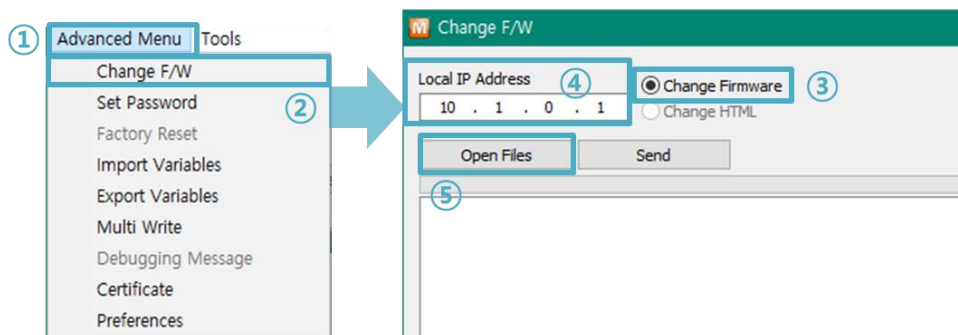 ① Advanced Menu Tools
Change F/W
②
Set Password
Factory Reset
Import Variables
Export Variables
Multi Write
Debugging Message
Certificate
Preferences
M Change F/W
Local IP Address
④
10 . 1 . 0 . 1
Change Firmware ③
Change HTML
Open Files Send
⑤